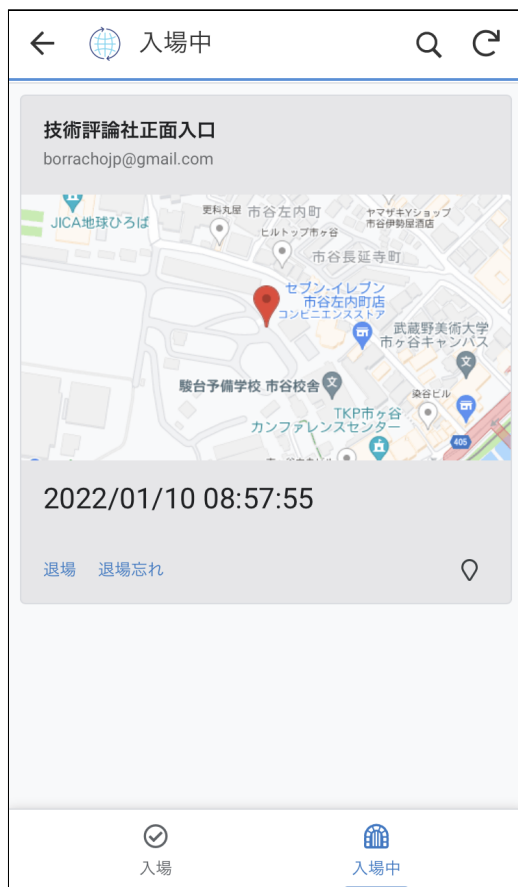 入場中
技術評論社正面入口
borrachojp@gmail.com
JICA地球ひろば
更科丸屋
市谷左内町
ヤマザキYショップ
市谷伊勢屋酒店
ヒルトップ市ヶ谷
市谷長延寺町
セブン-イレブン
市谷左内町店
コンビニエンスストア
武蔵野美術大学
市ヶ谷キャンパス
駿台予備学校 市谷校舎
染谷ビル
TKP市ヶ谷
カンファレンスセンター
405
2022/01/10 08:57:55
退場 退場忘れ
入場 入場中